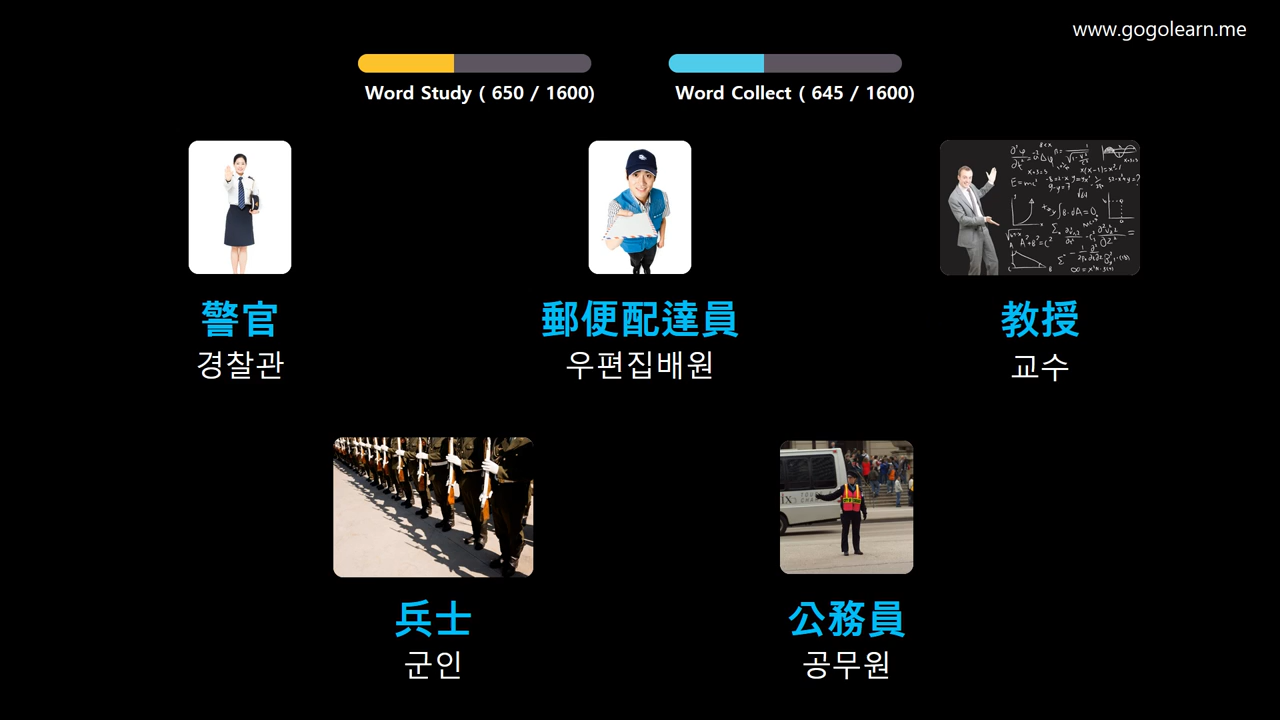 www.gogolearn.me
Word Study ( 650 / 1600)
Word Collect ( 645 / 1600)
警官
경찰관
郵便配達員
우편집배원
教授
교수
兵士
군인
公務員
공무원